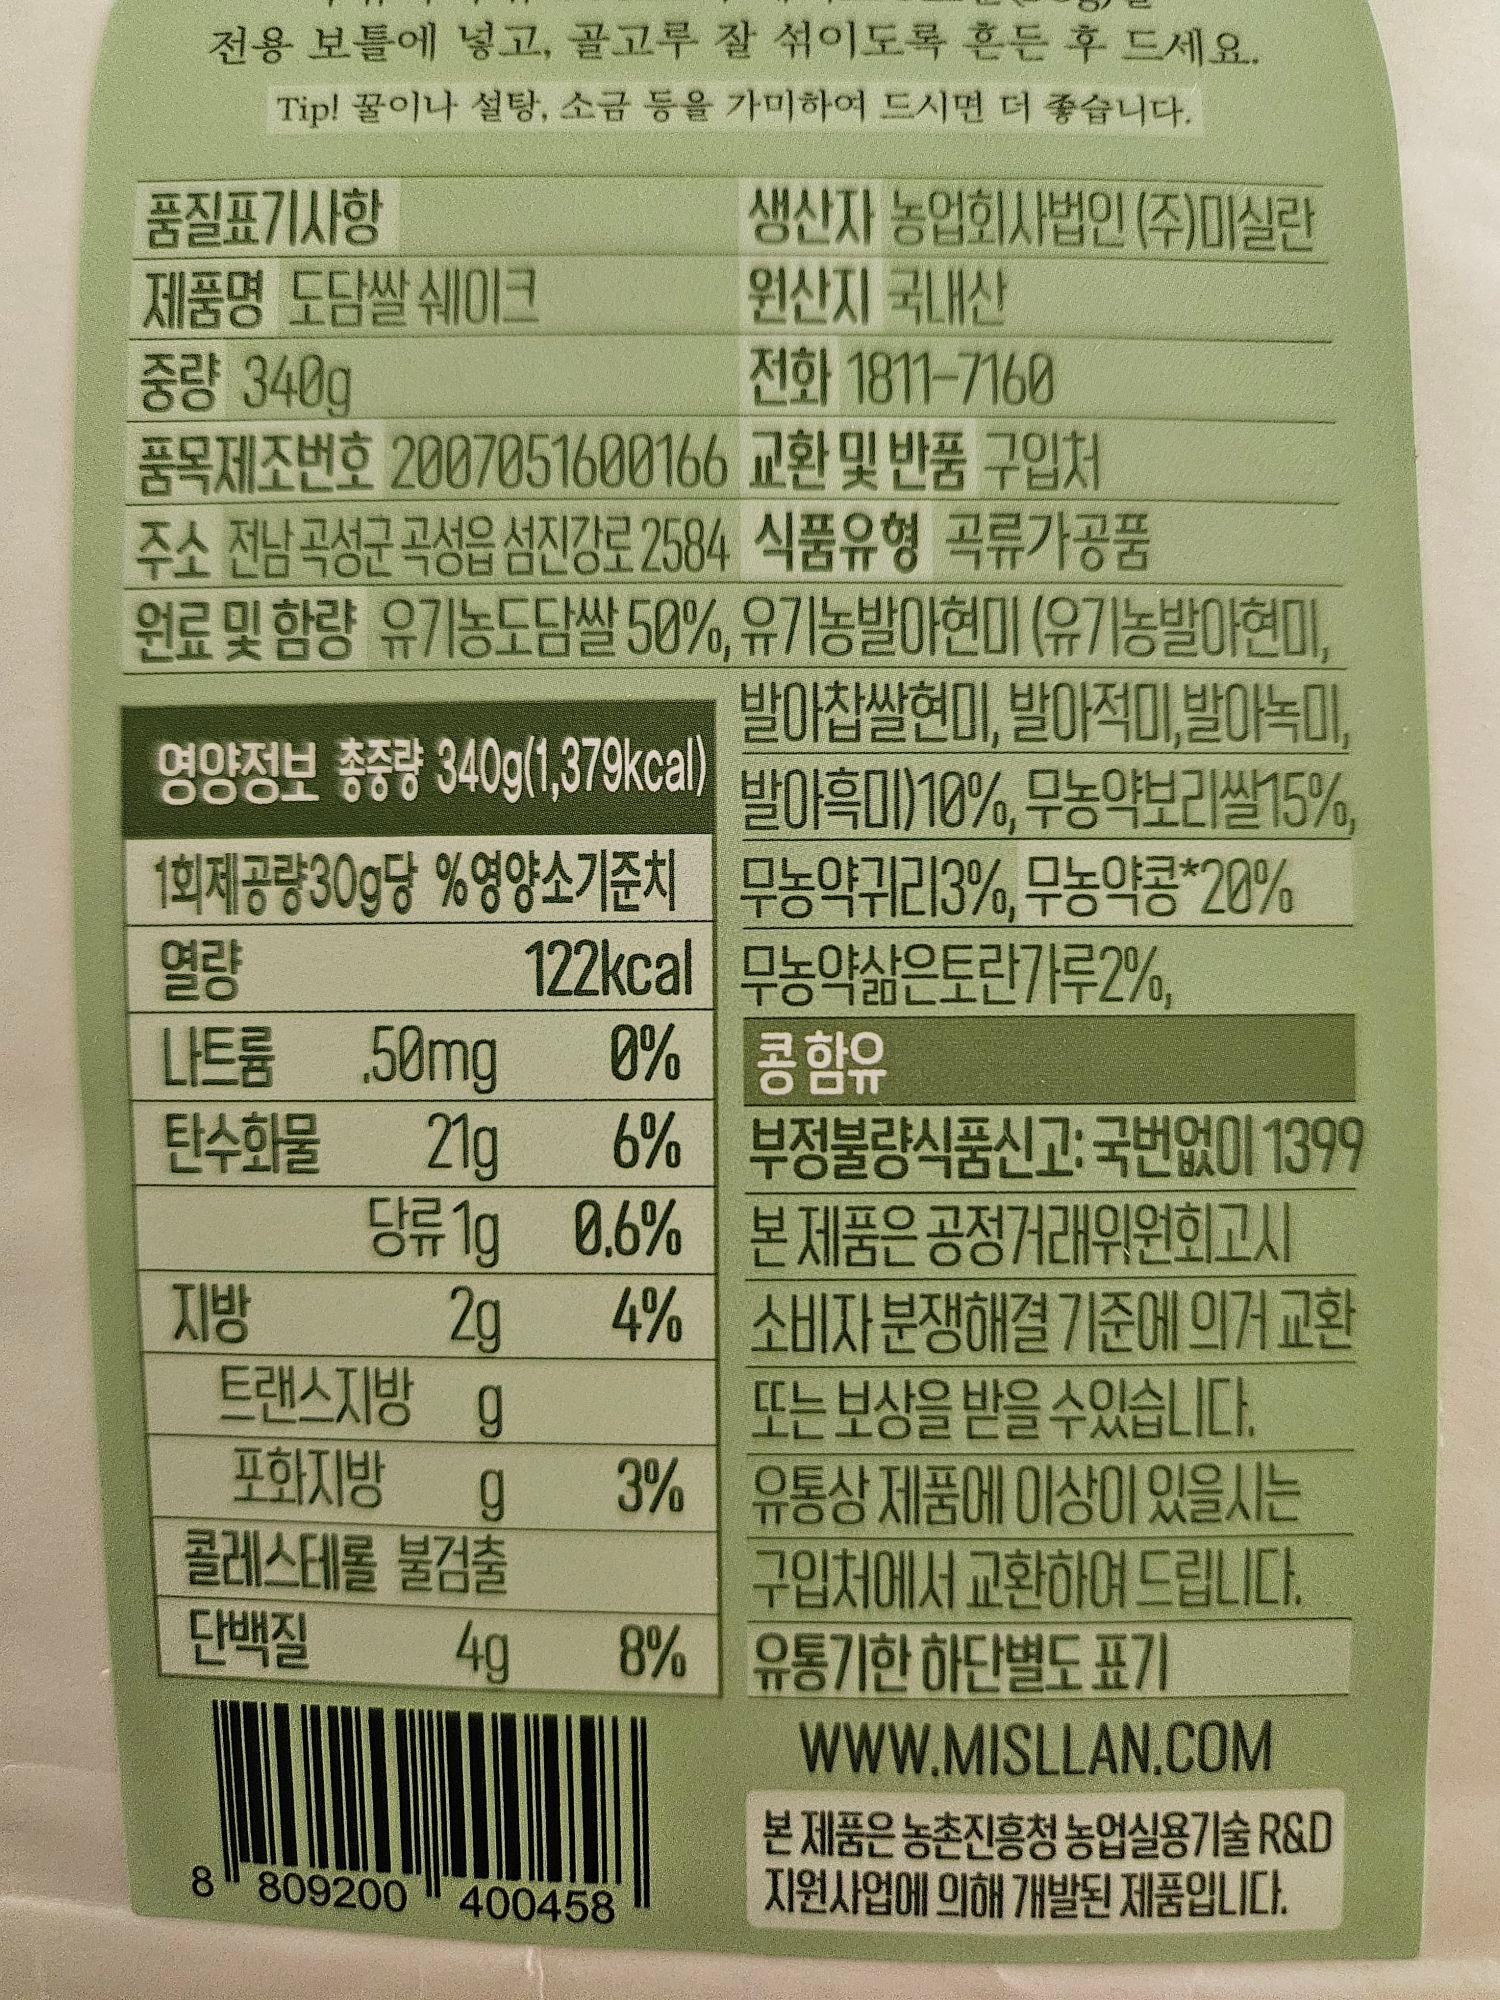 전용 보틀에 넣고, 골고루 잘 섞이도록 흔든 후 드세요.
Tip! 꿀이나 설탕, 소금 등을 가미하여 드시면 더 좋습니다.
품질표기사항
생산자 농업회사법인 (주)미실란
제품명 도담쌀 쉐이크
원산지 국내산
중량 340g
전화 1811-7160
품목제조번호 2007051600166
교환 및 반품 구입처
주소 전남 곡성군 곡성읍 섬진강로 2584
식품유형 곡류가공품
원료 및 함량 유기농도담쌀 50%, 유기농발아현미 (유기농발아현미,
발아찹쌀현미, 발아적미, 발아녹미,
발아흑미)10%, 무농약보리쌀15%,
무농약귀리3%, 무농약콩*20%
무농약삶은토란가루2%,
콩 함유
부정불량식품신고: 국번없이 1399
본 제품은 공정거래위원회고시
소비자 분쟁해결 기준에 의거 교환
또는 보상을 받을 수있습니다.
유통상 제품에 이상이 있을시는
구입처에서 교환하여 드립니다.
유통기한 하단별도 표기
영양정보 총중량 340g(1,379kcal)
1회제공량30g당 %영양소기준치
열량 122kcal
나트륨 .50mg 0%
탄수화물 21g 6%
당류 1g 0.6%
지방 2g 4%
트랜스지방 g
포화지방 g 3%
콜레스테롤 불검출
단백질 4g 8%
8 809200 400458
WWW.MISLLAN.COM
본 제품은 농촌진흥청 농업실용기술 R&D
지원사업에 의해 개발된 제품입니다.